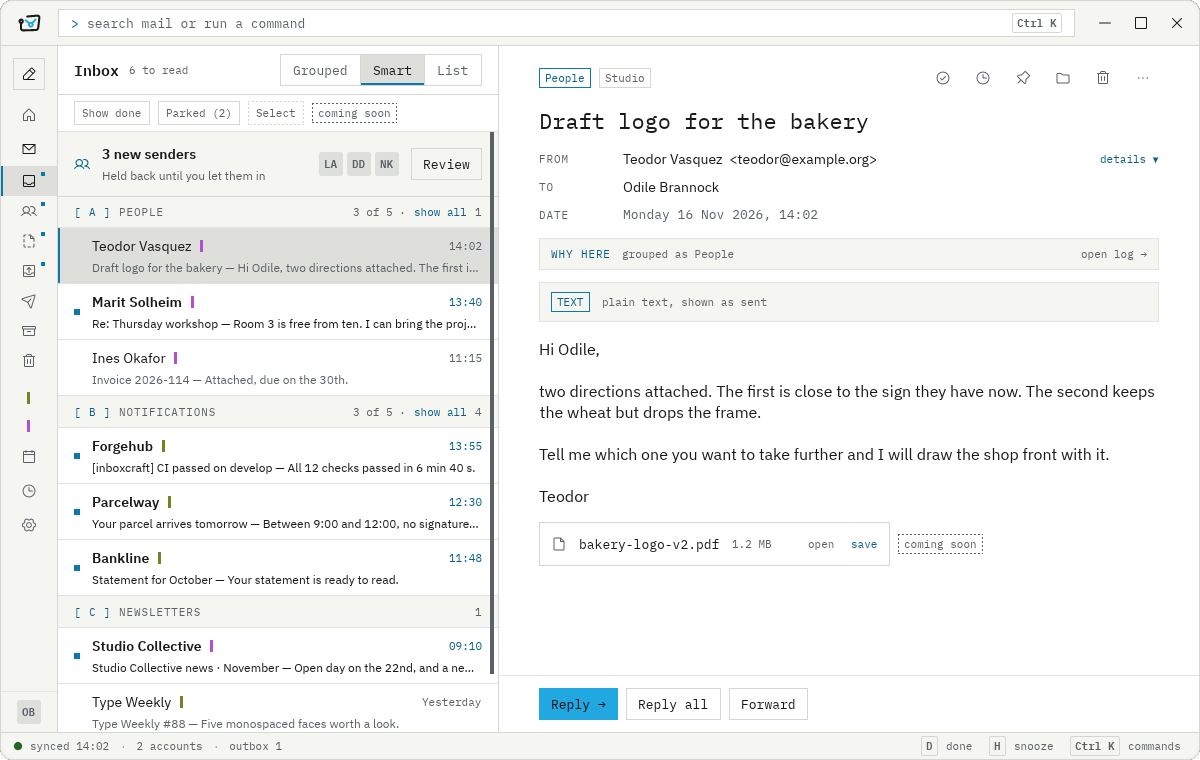 > search mail or run a command Ctrl K
Inbox 6 to read Grouped Smart List
Show done Parked (2) Select coming soon
3 new senders
Held back until you let them in
LA DD NK Review
[ A ] PEOPLE 3 of 5 · show all 1
Teodor Vasquez 14:02
Draft logo for the bakery — Hi Odile, two directions attached. The first i…
Marit Solheim 13:40
Re: Thursday workshop — Room 3 is free from ten. I can bring the proj…
Ines Okafor 11:15
Invoice 2026-114 — Attached, due on the 30th.
[ B ] NOTIFICATIONS 3 of 5 · show all 4
Forgehub 13:55
[inboxcraft] CI passed on develop — All 12 checks passed in 6 min 40 s.
Parcelway 12:30
Your parcel arrives tomorrow — Between 9:00 and 12:00, no signature…
Bankline 11:48
Statement for October — Your statement is ready to read.
[ C ] NEWSLETTERS 1
Studio Collective 09:10
Studio Collective news · November — Open day on the 22nd, and a ne…
Type Weekly Yesterday
Type Weekly #88 — Five monospaced faces worth a look.
People Studio
Draft logo for the bakery
FROM Teodor Vasquez <teodor@example.org> details ▾
TO Odile Brannock
DATE Monday 16 Nov 2026, 14:02
WHY HERE grouped as People open log →
TEXT plain text, shown as sent
Hi Odile,
two directions attached. The first is close to the sign they have now. The second keeps
the wheat but drops the frame.
Tell me which one you want to take further and I will draw the shop front with it.
Teodor
bakery-logo-v2.pdf 1.2 MB open save coming soon
Reply → Reply all Forward
OB
synced 14:02 · 2 accounts · outbox 1 D done H snooze Ctrl K commands